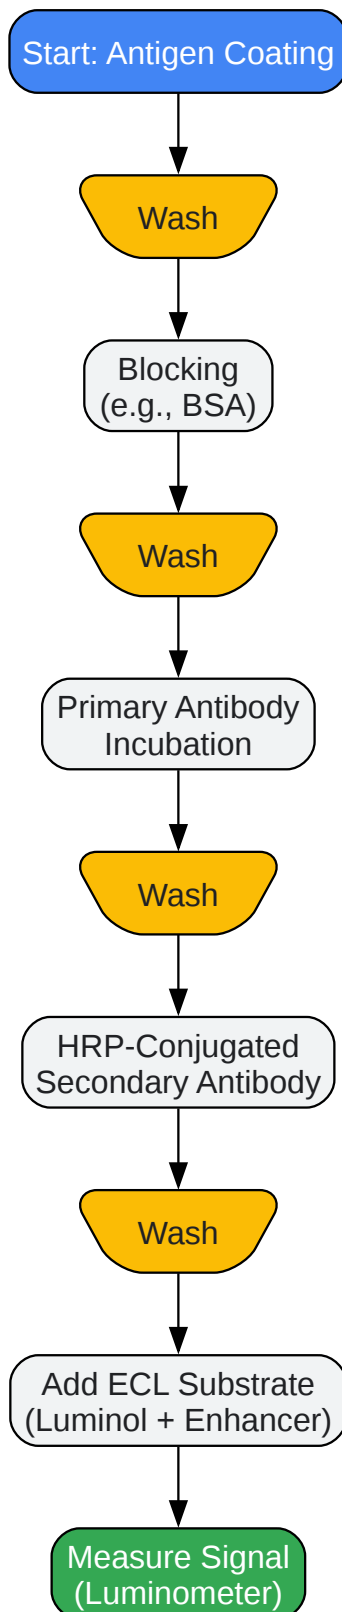 Start: Antigen Coating
Wash
Blocking
(e.g., BSA)
Wash
Primary Antibody
Incubation
Wash
HRP-Conjugated
Secondary Antibody
Wash
Add ECL Substrate
(Luminol + Enhancer)
Measure Signal
(Luminometer)